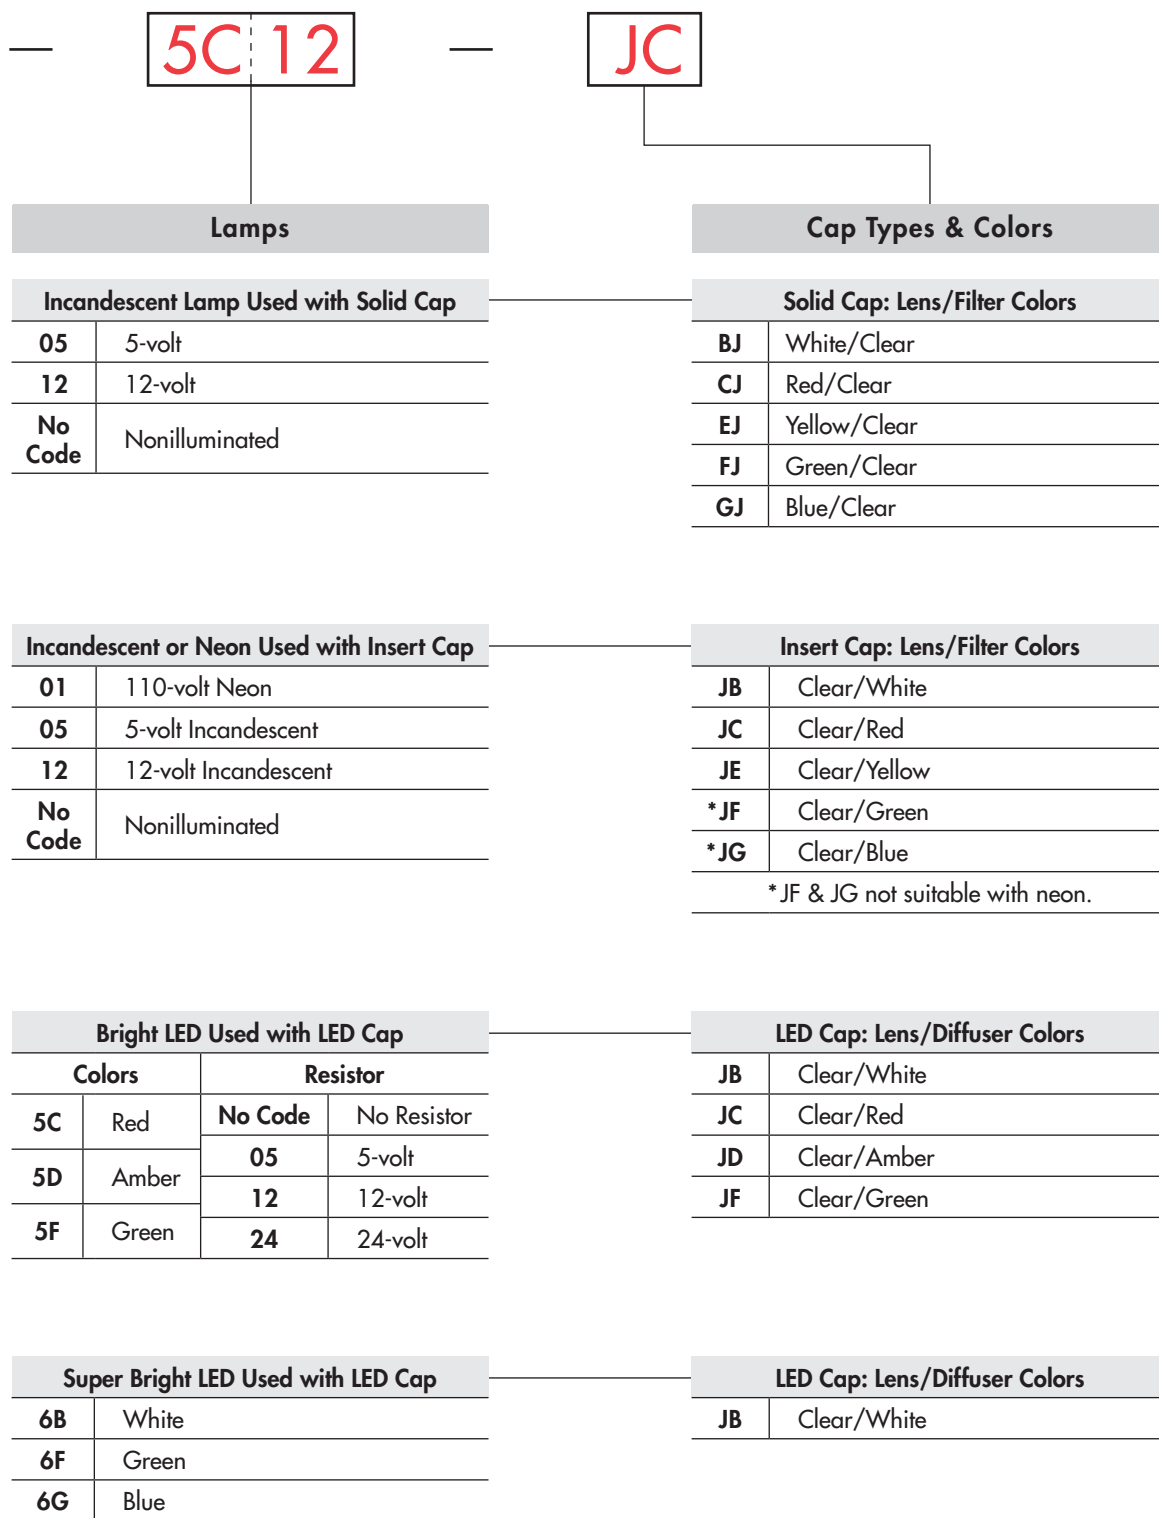 — 5C 12 — JC
Lamps
Cap Types & Colors
Incandescent Lamp Used with Solid Cap
05 5-volt
12 12-volt
No Code Nonilluminated
Solid Cap: Lens/Filter Colors
BJ White/Clear
CJ Red/Clear
EJ Yellow/Clear
FJ Green/Clear
GJ Blue/Clear
Incandescent or Neon Used with Insert Cap
01 110-volt Neon
05 5-volt Incandescent
12 12-volt Incandescent
No Code Nonilluminated
Insert Cap: Lens/Filter Colors
JB Clear/White
JC Clear/Red
JE Clear/Yellow
*JF Clear/Green
*JG Clear/Blue
*JF & JG not suitable with neon.
Bright LED Used with LED Cap
Colors Resistor
5C Red
5D Amber
5F Green
No Code No Resistor
05 5-volt
12 12-volt
24 24-volt
LED Cap: Lens/Diffuser Colors
JB Clear/White
JC Clear/Red
JD Clear/Amber
JF Clear/Green
Super Bright LED Used with LED Cap
6B White
6F Green
6G Blue
LED Cap: Lens/Diffuser Colors
JB Clear/White